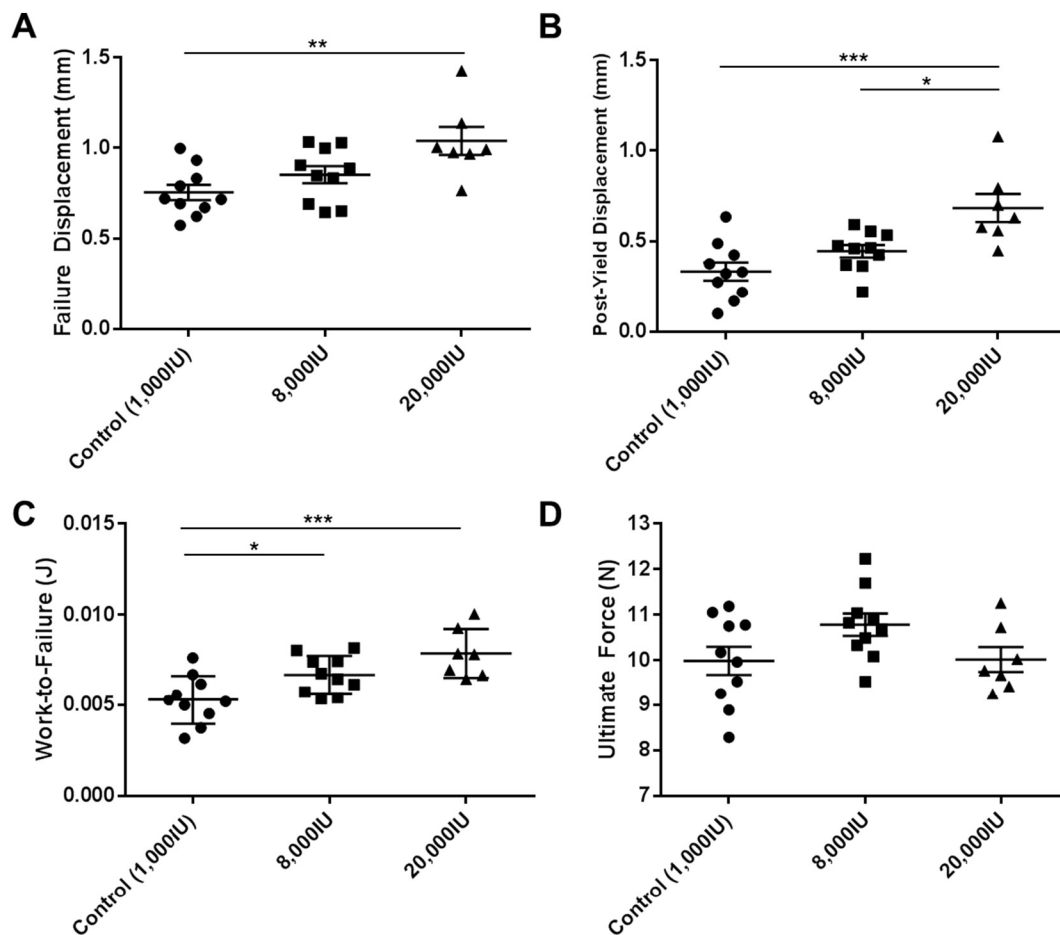 A
**
1.5
1.0
0.5
0.0
Failure Displacement (mm)
Control (1,000IU)
8,000IU
20,000IU
B
***
*
1.5
1.0
0.5
0.0
Post-Yield Displacement (mm)
Control (1,000IU)
8,000IU
20,000IU
C
***
*
0.015
0.010
0.005
0.000
Work-to-Failure (J)
Control (1,000IU)
8,000IU
20,000IU
D
13
12
11
10
9
8
7
Ultimate Force (N)
Control (1,000IU)
8,000IU
20,000IU